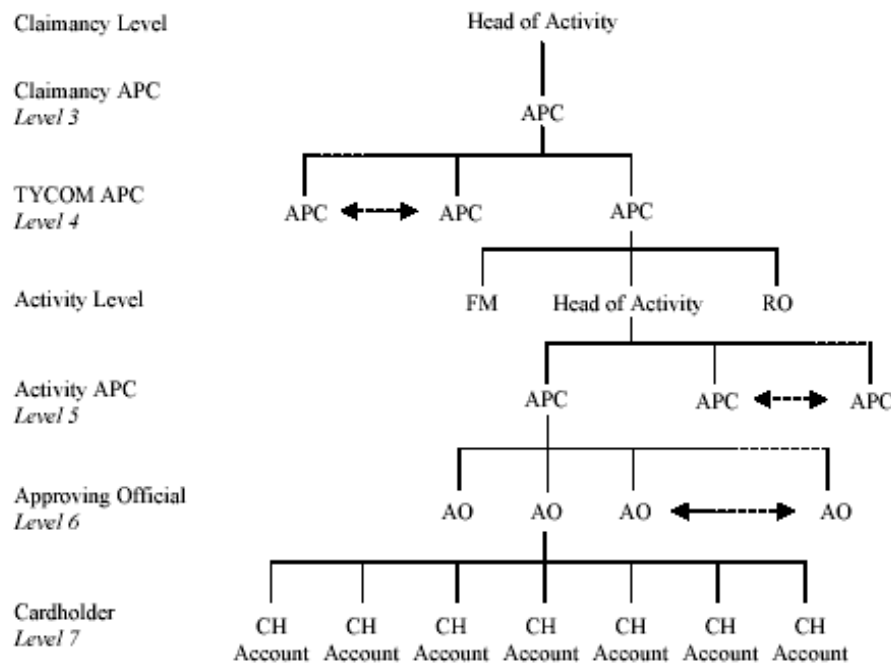 Claimancy Level
Head of Activity
Claimancy APC
Level 3
APC
TYCOM APC
Level 4
APC APC APC
Activity Level
FM Head of Activity RO
Activity APC
Level 5
APC APC APC
Approving Official
Level 6
AO AO AO AO
Cardholder
Level 7
CH CH CH CH CH CH CH
Account Account Account Account Account Account Account